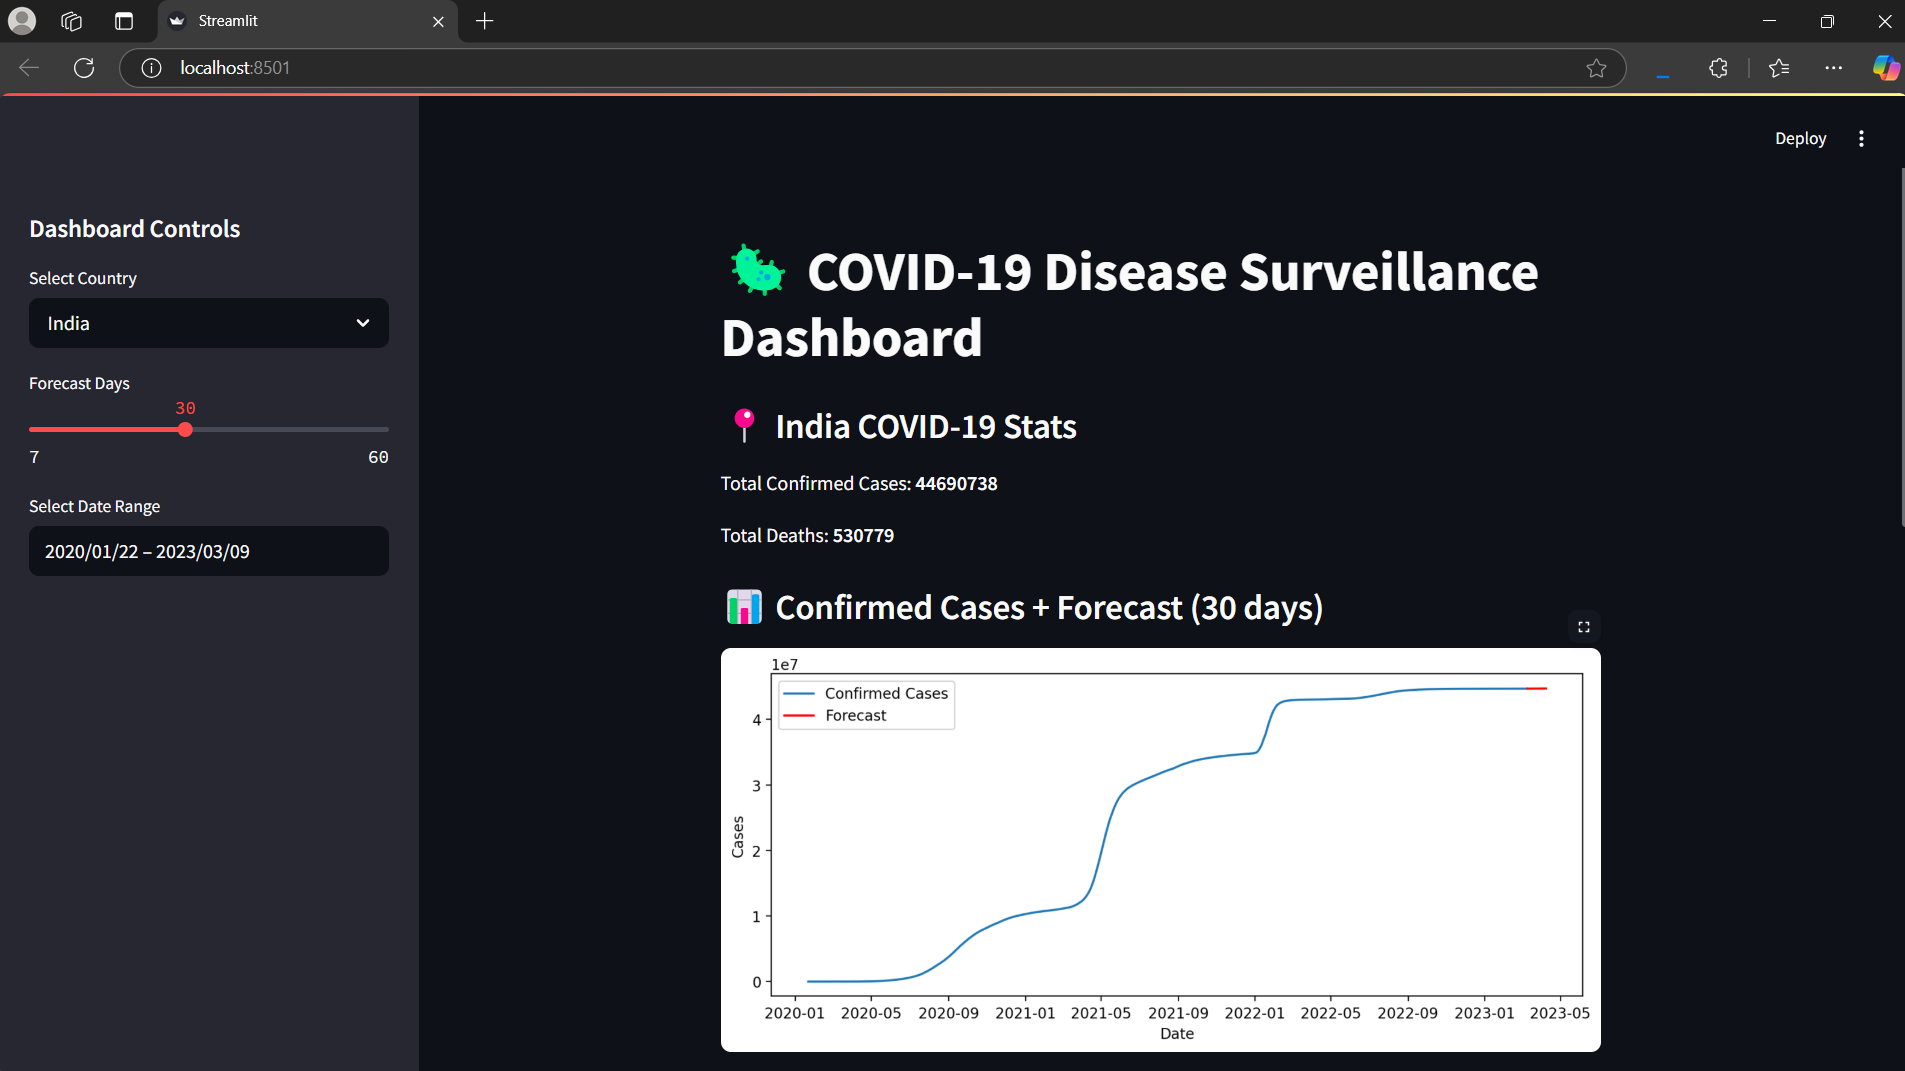 Streamlit
localhost:8501
Deploy
Dashboard Controls
Select Country
India
Forecast Days
30
7 60
Select Date Range
2020/01/22 – 2023/03/09
COVID-19 Disease Surveillance
Dashboard
India COVID-19 Stats
Total Confirmed Cases: 44690738
Total Deaths: 530779
Confirmed Cases + Forecast (30 days)
1e7
Confirmed Cases
Forecast
4
3
2
1
0
Cases
2020-01 2020-05 2020-09 2021-01 2021-05 2021-09 2022-01 2022-05 2022-09 2023-01 2023-05
Date